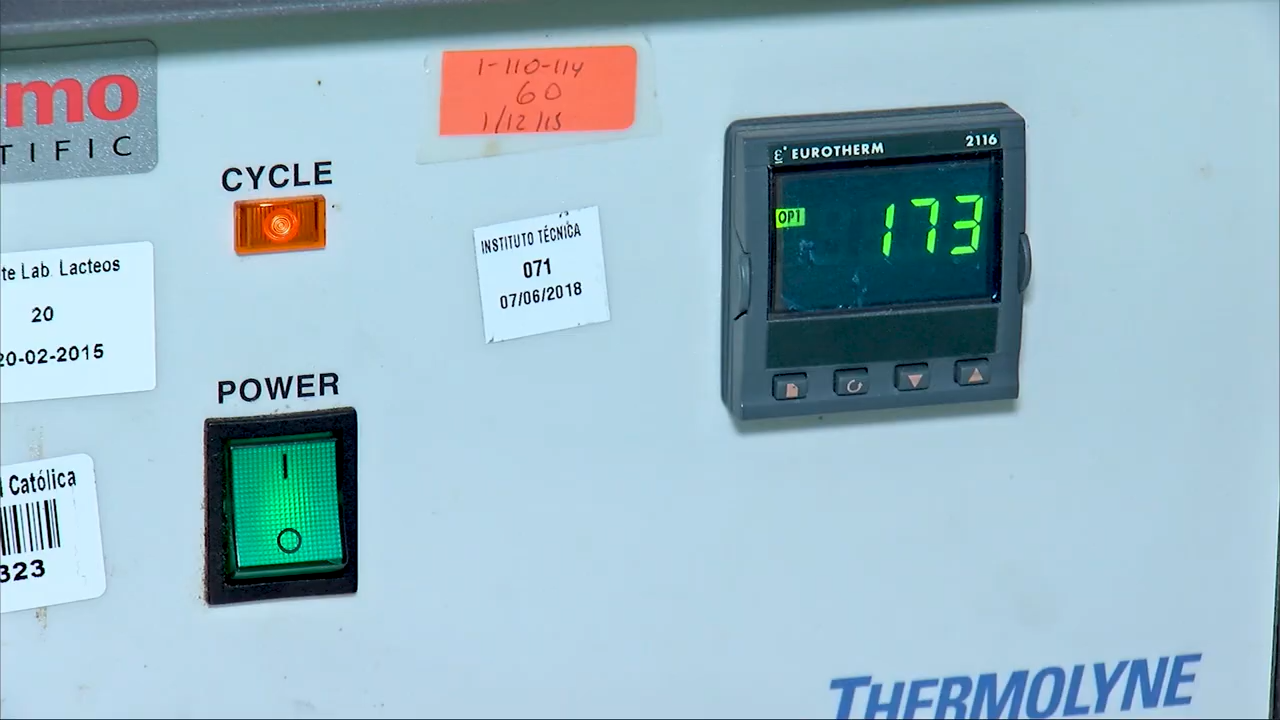 mo
TIFIC
1-110-114
60
1/12/15
CYCLE
INSTITUTO TÉCNICA
071
07/06/2018
EUROTHERM 2116
OP1
173
te Lab. Lacteos
20
20-02-2015
POWER
Católica
323
THERMOLYNE